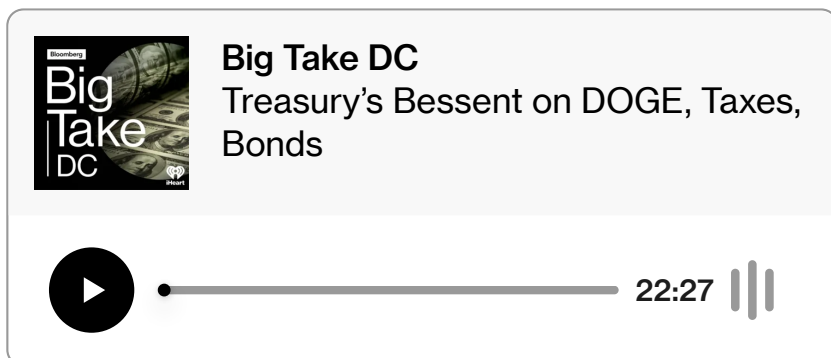 Bloomberg
Big
Take
DC
iHeart
Big Take DC
Treasury’s Bessent on DOGE, Taxes,
Bonds
22:27